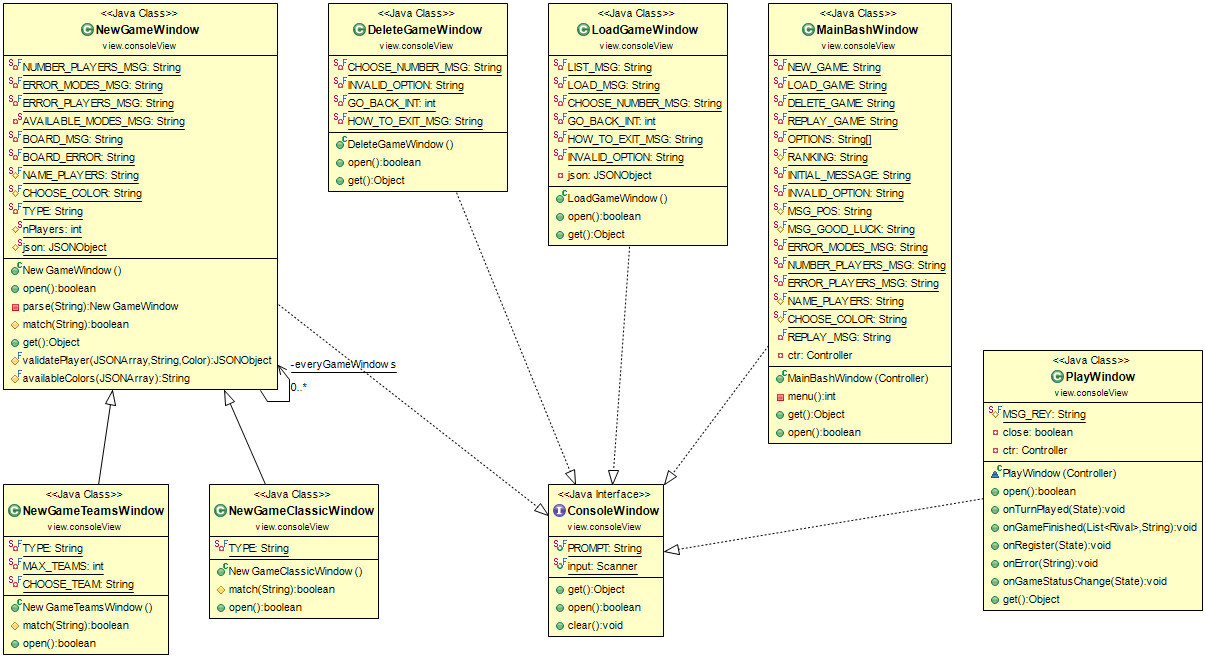 <<Java Class>>
NewGameWindow
view.consoleView
NUMBER_PLAYERS_MSG: String
ERROR_MODES_MSG: String
ERROR_PLAYERS_MSG: String
AVAILABLE_MODES_MSG: String
BOARD_MSG: String
BOARD_ERROR: String
NAME_PLAYERS: String
CHOOSE_COLOR: String
TYPE: String
nPlayers: int
json: JSONObject
NewGameWindow()
open():boolean
parse(String):NewGameWindow
match(String):boolean
get():Object
validatePlayer(JSONArray,String,Color):JSONObject
availableColors(JSONArray):String
-everyGameWindows
0..*
<<Java Class>>
DeleteGameWindow
view.consoleView
CHOOSE_NUMBER_MSG: String
INVALID_OPTION: String
GO_BACK_INT: int
HOW_TO_EXIT_MSG: String
DeleteGameWindow()
open():boolean
get():Object
<<Java Class>>
LoadGameWindow
view.consoleView
LIST_MSG: String
LOAD_MSG: String
CHOOSE_NUMBER_MSG: String
GO_BACK_INT: int
HOW_TO_EXIT_MSG: String
INVALID_OPTION: String
json: JSONObject
LoadGameWindow()
open():boolean
get():Object
<<Java Class>>
MainBashWindow
view.consoleView
NEW_GAME: String
LOAD_GAME: String
DELETE_GAME: String
REPLAY_GAME: String
OPTIONS: String[]
RANKING: String
INITIAL_MESSAGE: String
INVALID_OPTION: String
MSG_POS: String
MSG_GOOD_LUCK: String
ERROR_MODES_MSG: String
NUMBER_PLAYERS_MSG: String
ERROR_PLAYERS_MSG: String
NAME_PLAYERS: String
CHOOSE_COLOR: String
REPLAY_MSG: String
ctr: Controller
MainBashWindow(Controller)
menu():int
get():Object
open():boolean
<<Java Class>>
PlayWindow
view.consoleView
MSG_REY: String
close: boolean
ctr: Controller
PlayWindow(Controller)
open():boolean
onTurnPlayed(State):void
onGameFinished(List<Rival>,String):void
onRegister(State):void
onError(String):void
onGameStatusChange(State):void
get():Object
<<Java Class>>
NewGameTeamsWindow
view.consoleView
TYPE: String
MAX_TEAMS: int
CHOOSE_TEAM: String
NewGameTeamsWindow()
match(String):boolean
open():boolean
<<Java Class>>
NewGameClassicWindow
view.consoleView
TYPE: String
NewGameClassicWindow()
match(String):boolean
open():boolean
<<Java Interface>>
ConsoleWindow
view.consoleView
PROMPT: String
input: Scanner
get():Object
open():boolean
clear():void